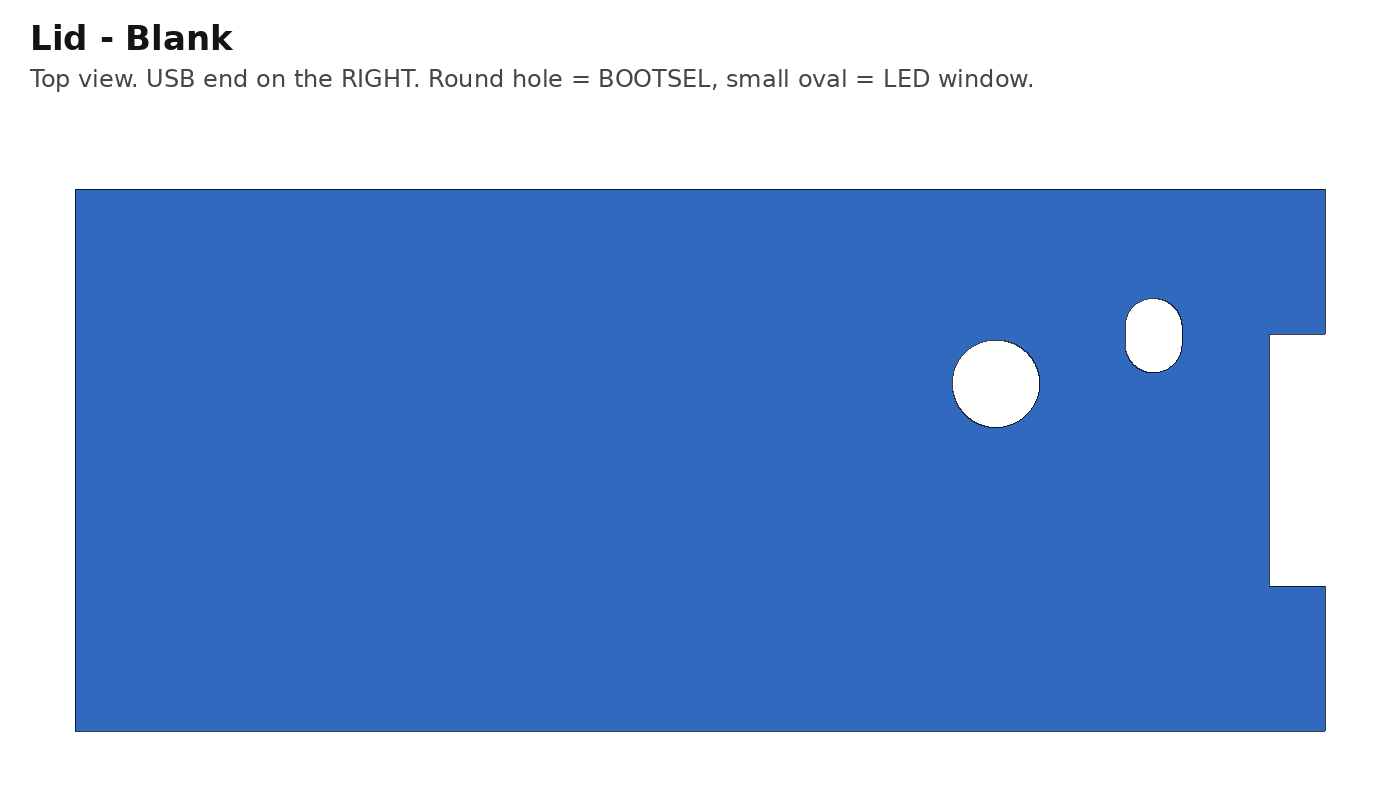 Lid - Blank
Top view. USB end on the RIGHT. Round hole = BOOTSEL, small oval = LED window.